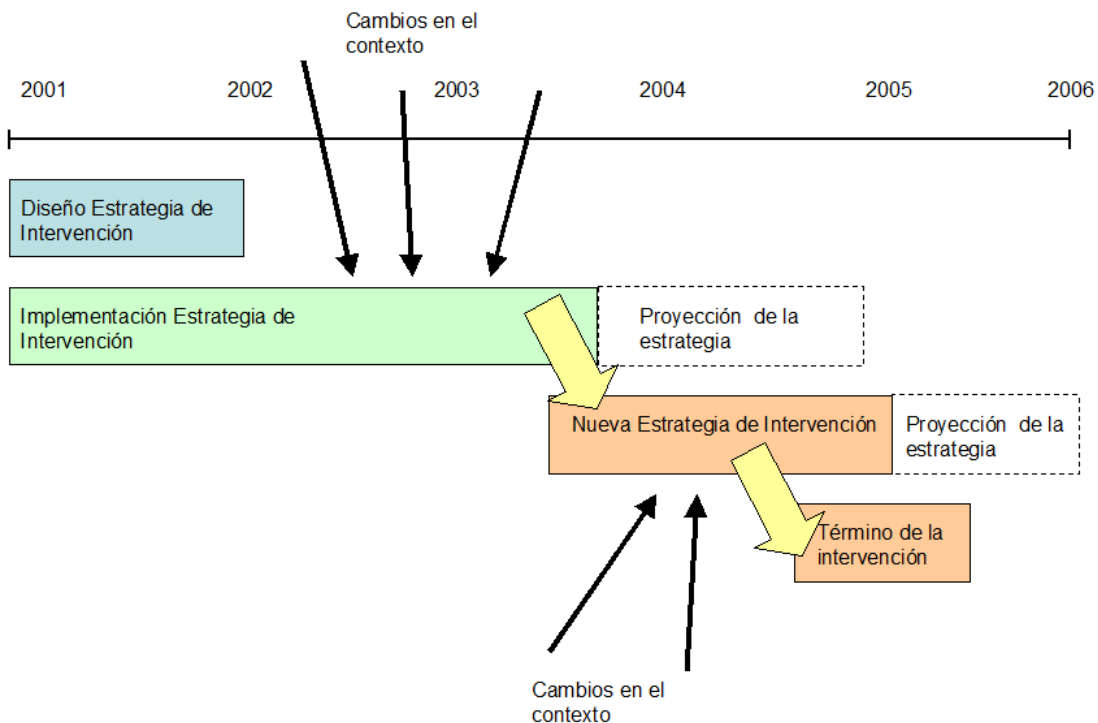 Cambios en el
contexto
2001 2002 2003 2004 2005 2006
Diseño Estrategia de
Intervención
Implementación Estrategia de
Intervención
Proyección de la
estrategia
Nueva Estrategia de Intervención
Proyección de la
estrategia
Término de la
intervención
Cambios en el
contexto